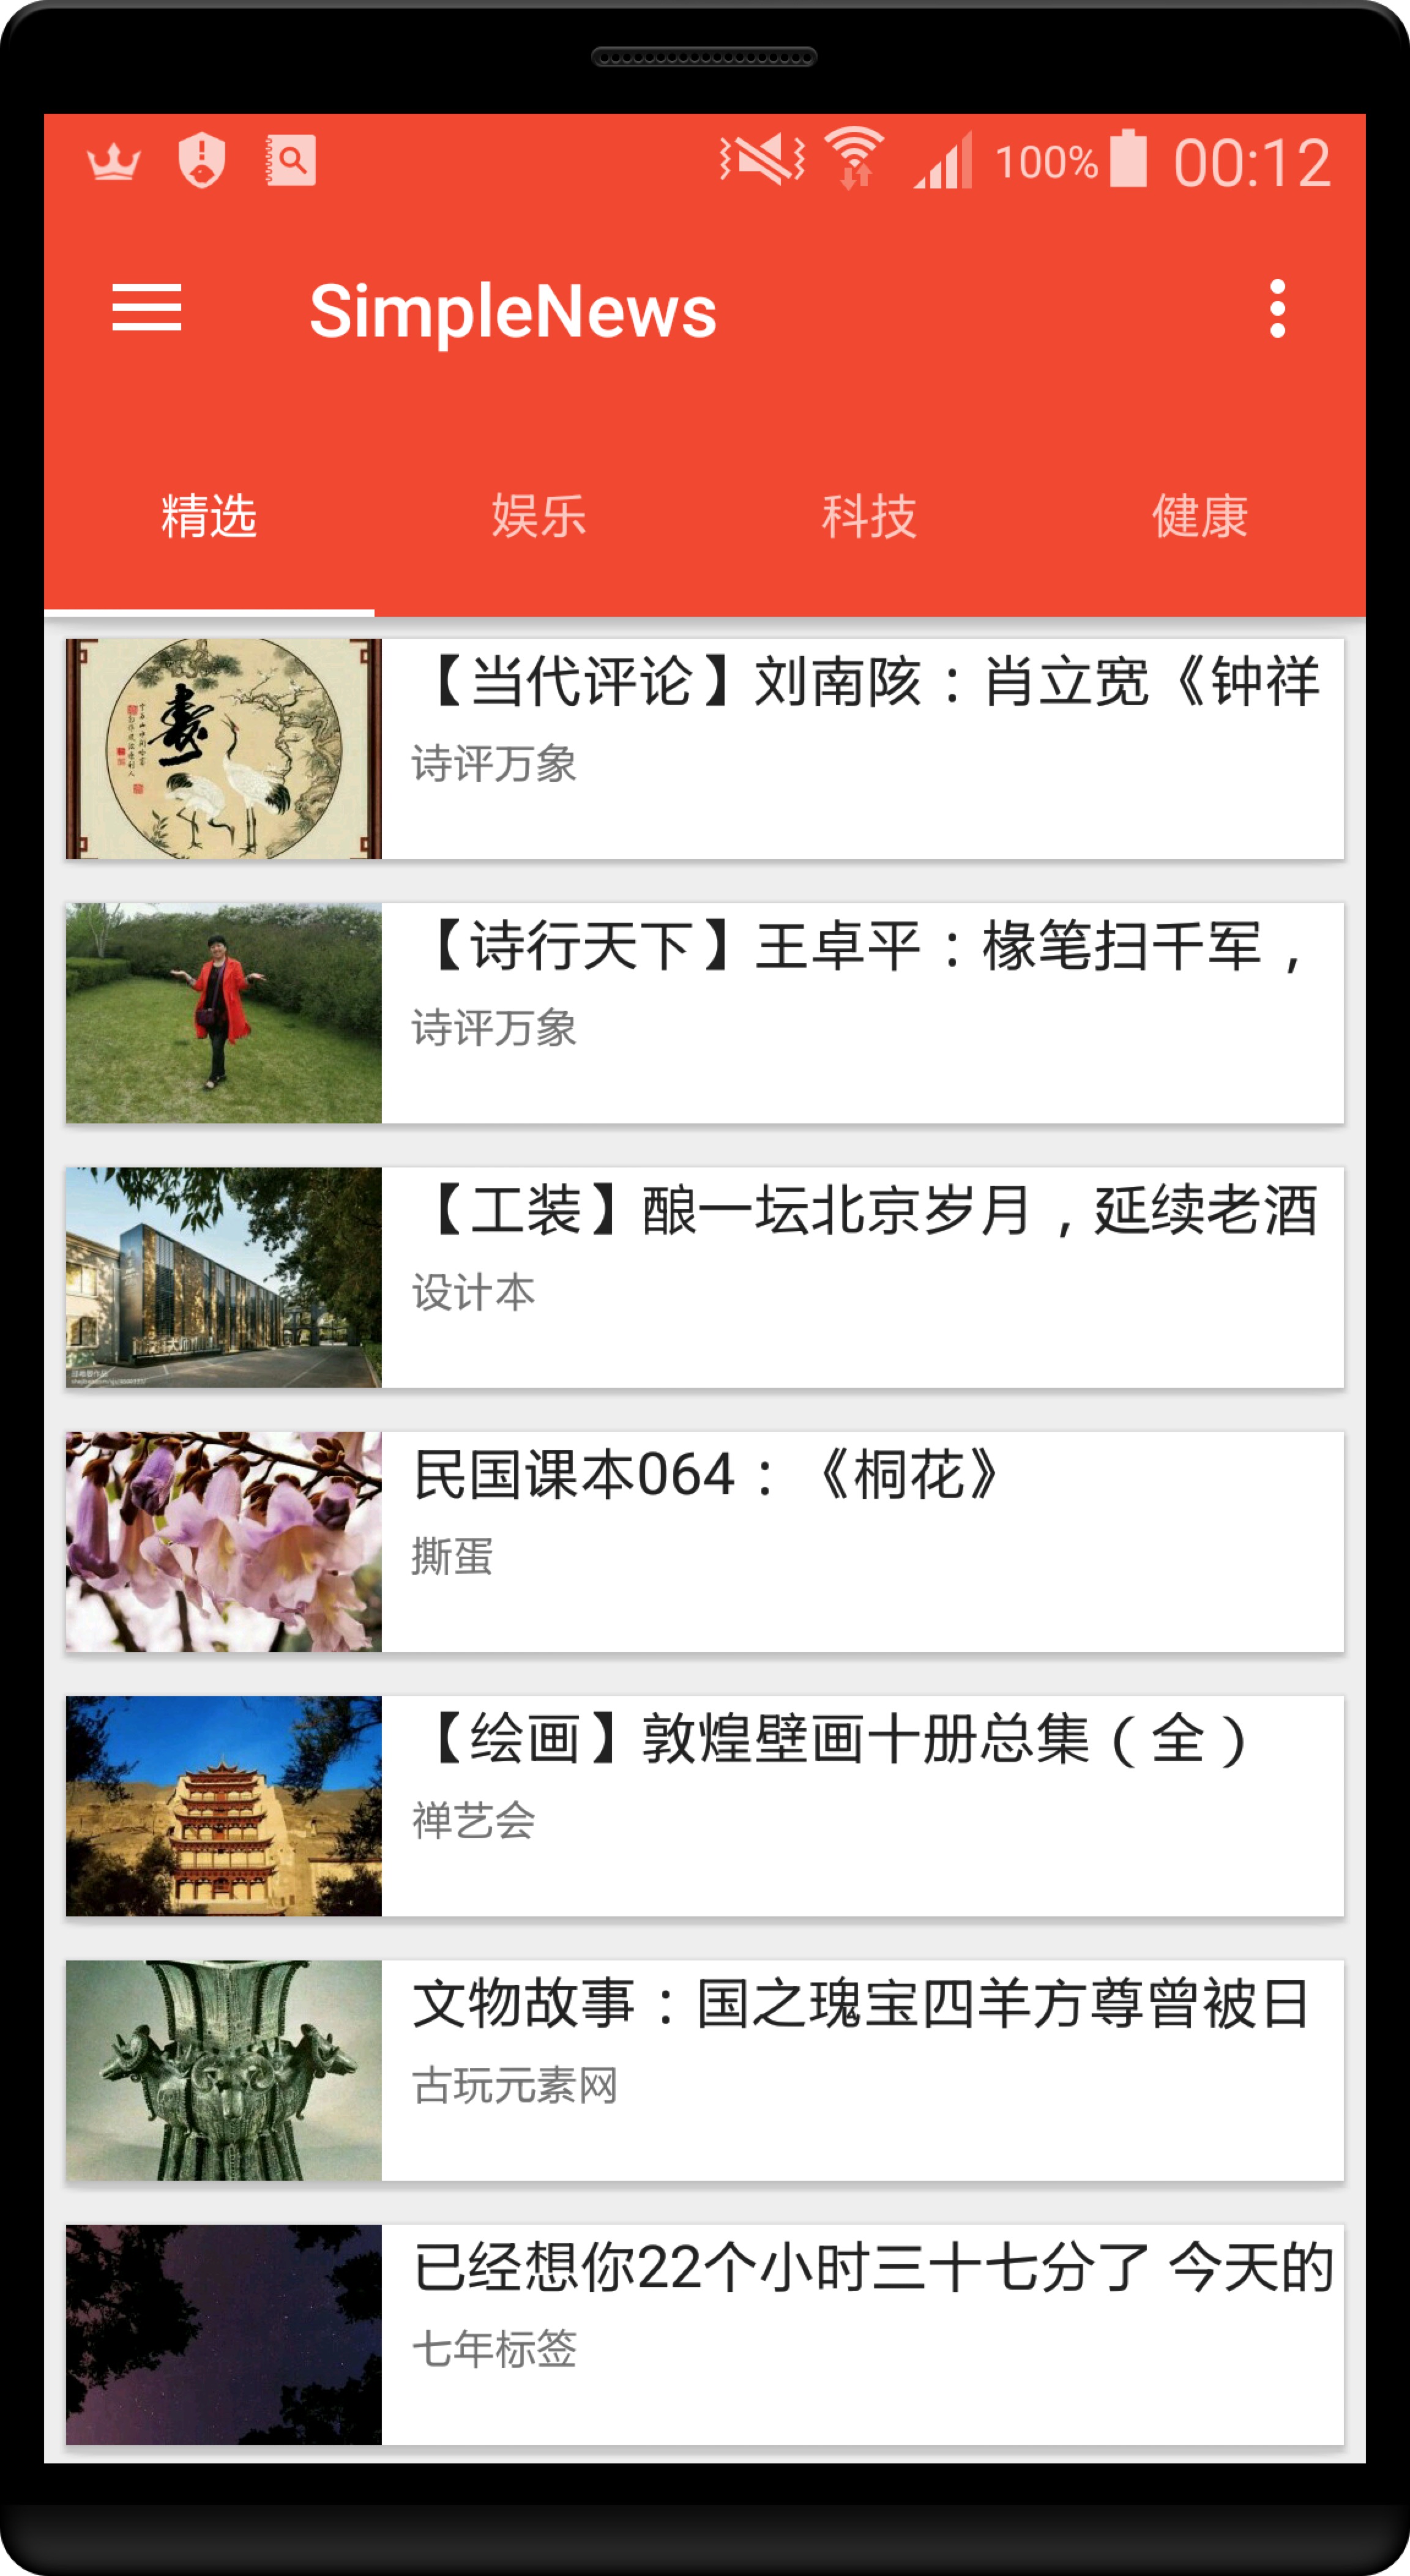 100% 00:12
SimpleNews
精选 娱乐 科技 健康
【当代评论】刘南陔：肖立宽《钟祥
诗评万象
【诗行天下】王卓平：椽笔扫千军，
诗评万象
【工装】酿一坛北京岁月，延续老酒
设计本
民国课本064：《桐花》
撕蛋
【绘画】敦煌壁画十册总集（全）
禅艺会
文物故事：国之瑰宝四羊方尊曾被日
古玩元素网
已经想你22个小时三十七分了 今天的
七年标签